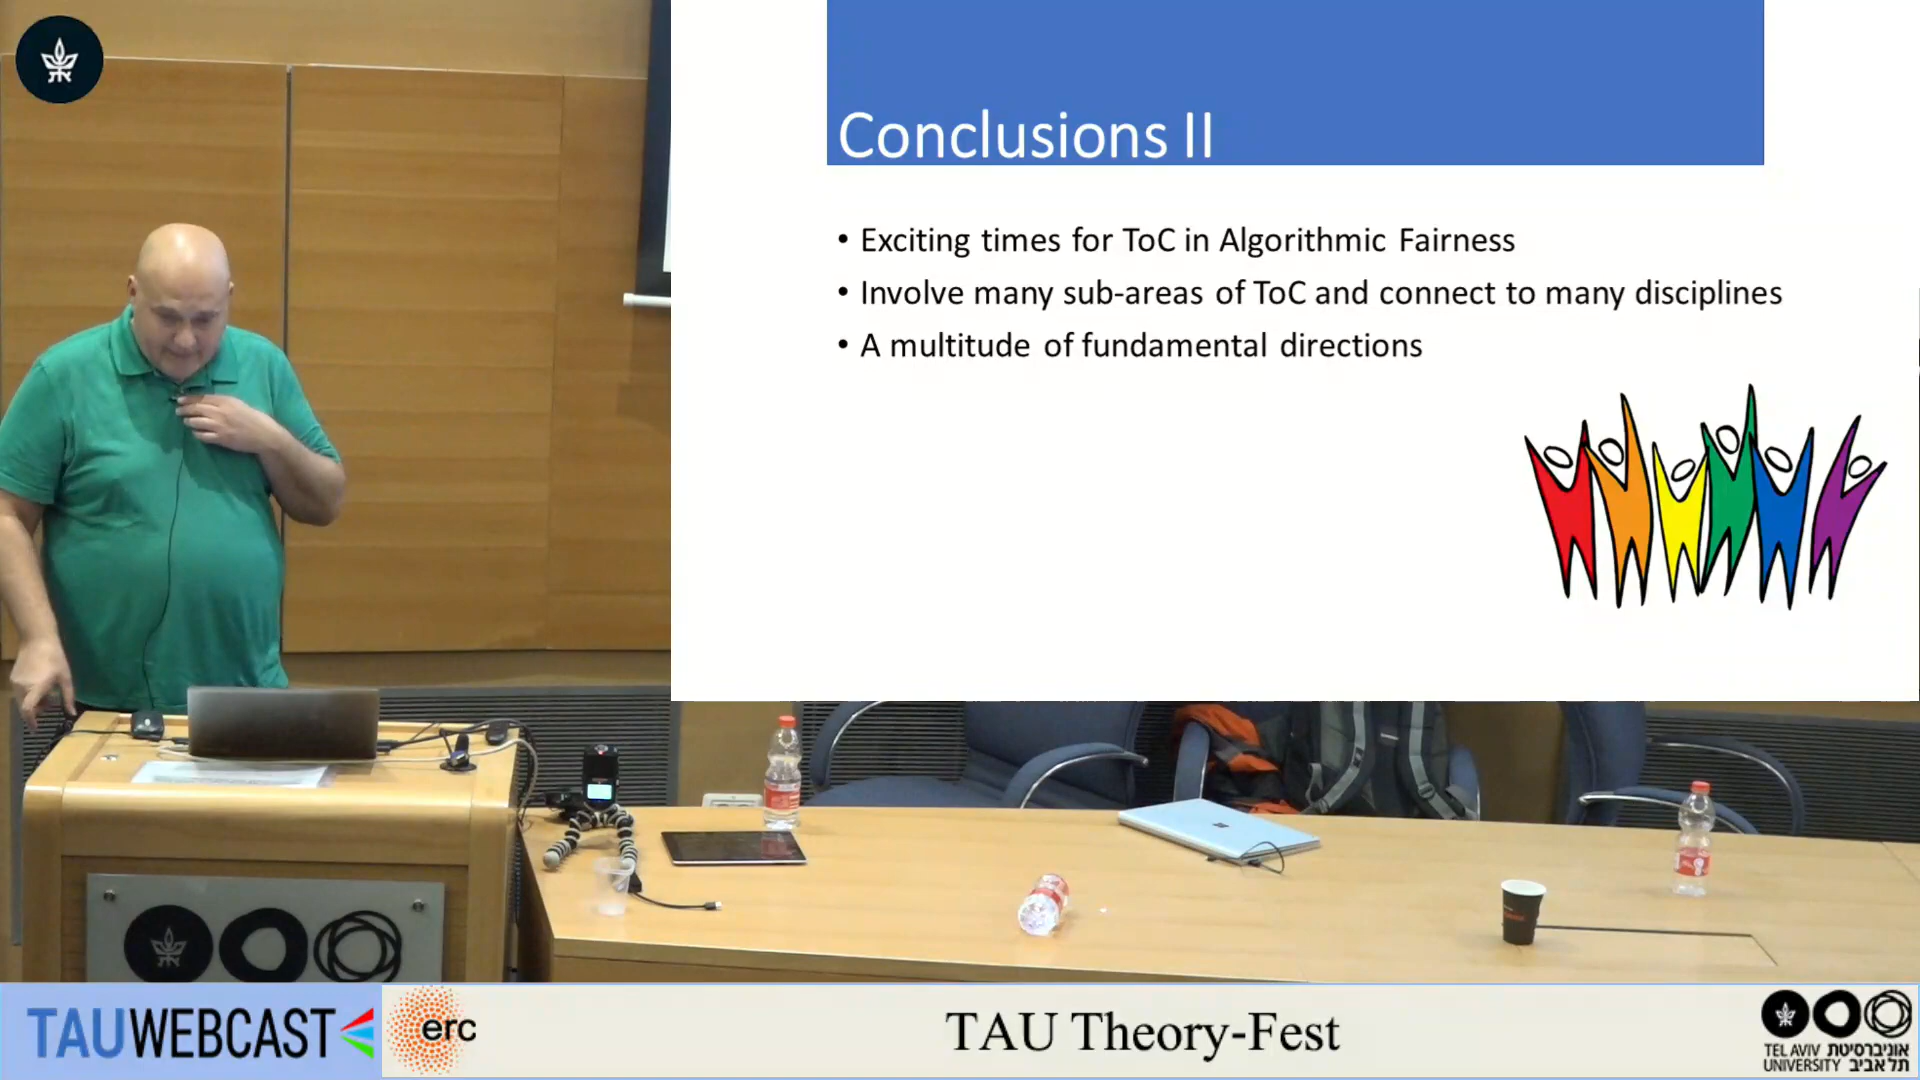 Conclusions II
• Exciting times for ToC in Algorithmic Fairness
• Involve many sub-areas of ToC and connect to many disciplines
• A multitude of fundamental directions
TAUWEBCAST
erc
TAU Theory-Fest
TEL AVIV אוניברסיטת
UNIVERSITY תל אביב